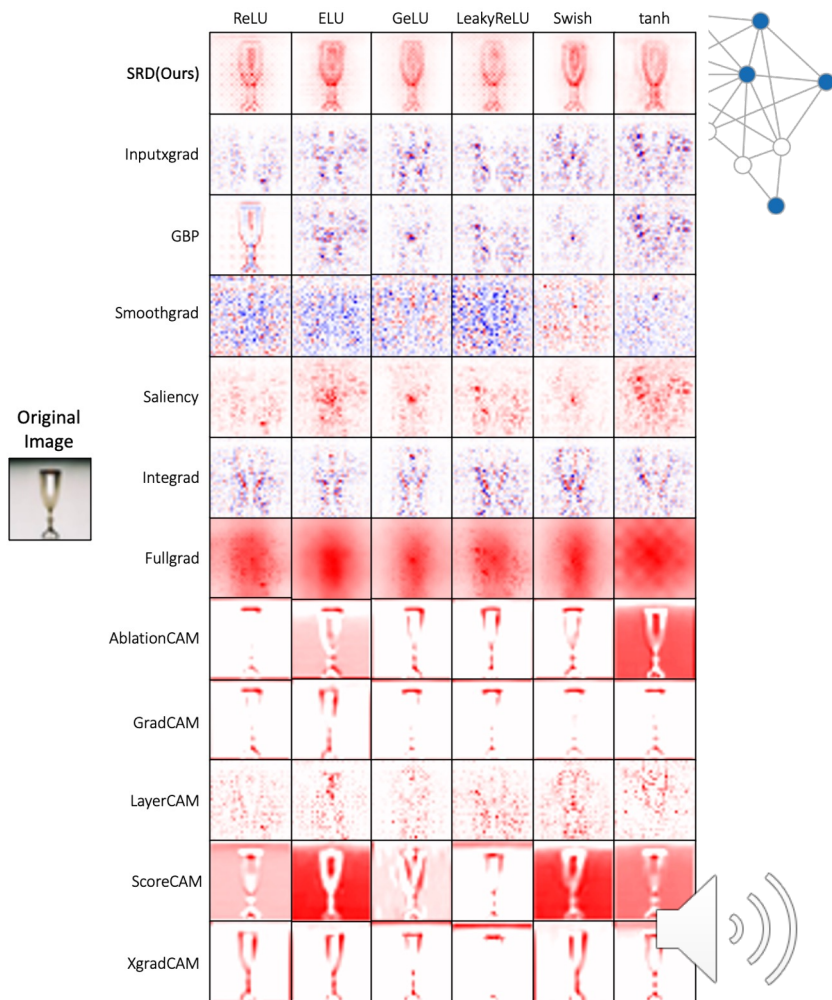 ReLU ELU GeLU LeakyReLU Swish tanh
SRD(Ours)
Inputxgrad
GBP
Smoothgrad
Saliency
Original
Image
Integrad
Fullgrad
AblationCAM
GradCAM
LayerCAM
ScoreCAM
XgradCAM